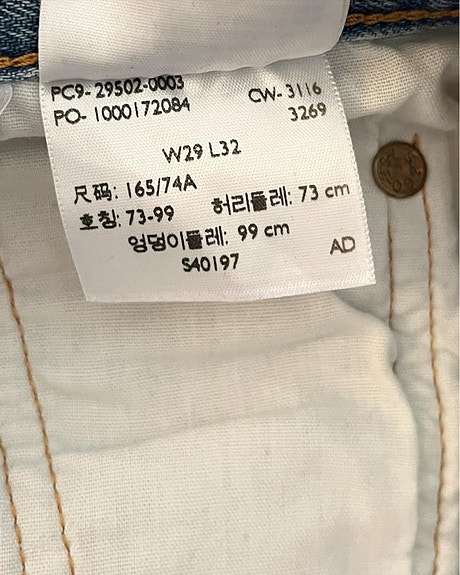 PC9- 29502-0003
PO- 1000172084
CW- 3116
3269
W29 L32
尺码: 165/74A
호칭: 73-99
허리둘레: 73 cm
엉덩이둘레: 99 cm
S40197
AD